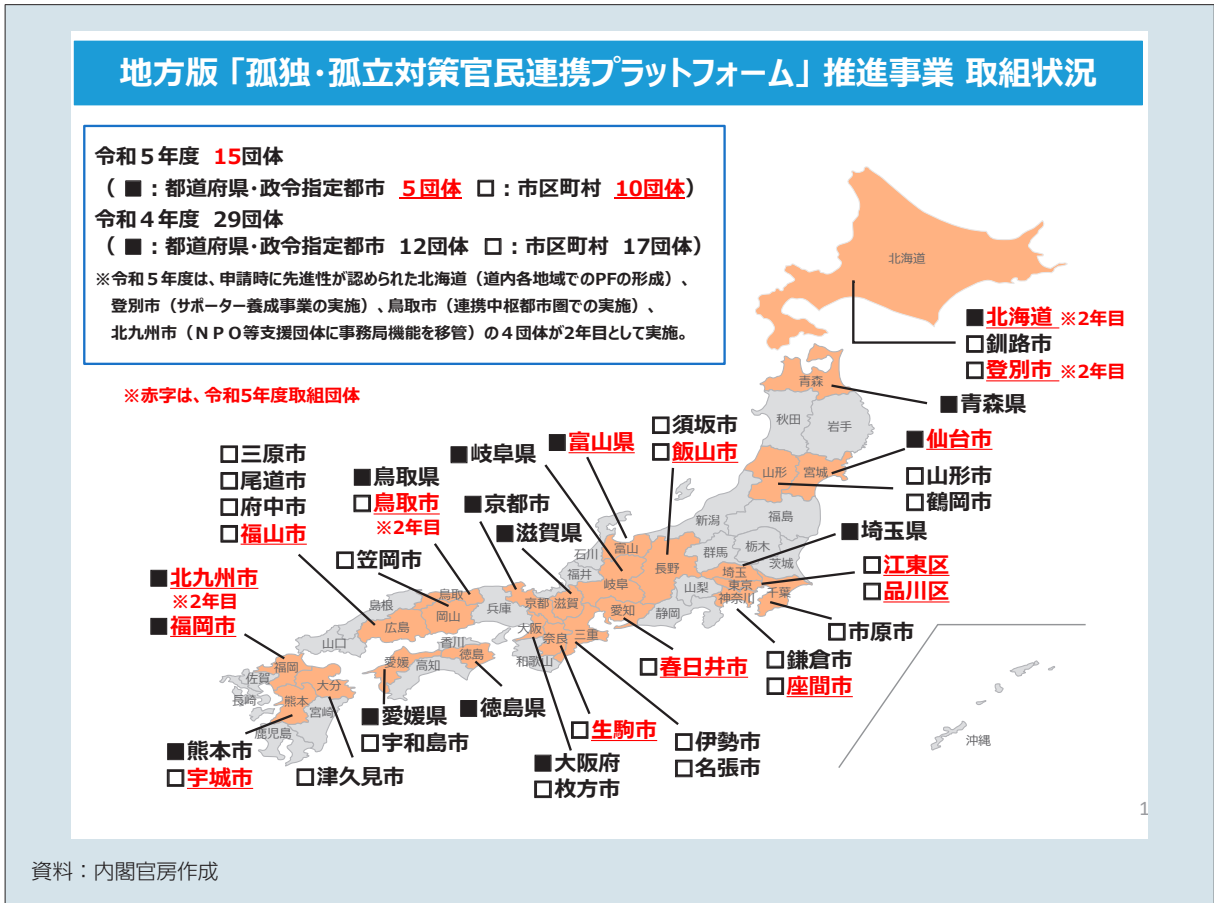 地方版「孤独・孤立対策官民連携プラットフォーム」推進事業 取組状況
令和５年度 15団体
（ ■：都道府県・政令指定都市 ５団体 □：市区町村 10団体）
令和４年度 29団体
（ ■：都道府県・政令指定都市 12団体 □：市区町村 17団体）
※令和５年度は、申請時に先進性が認められた北海道（道内各地域でのPFの形成）、
登別市（サポーター養成事業の実施）、鳥取市（連携中枢都市圏での実施）、
北九州市（ＮＰＯ等支援団体に事務局機能を移管）の４団体が2年目として実施。
※赤字は、令和5年度取組団体
北海道
■北海道 ※2年目
□釧路市
□登別市 ※2年目
青森
■青森県
秋田
岩手
■仙台市
山形
宮城
□山形市
□鶴岡市
新潟
福島
□須坂市
□飯山市
■富山県
■岐阜県
□三原市
□尾道市
□府中市
□福山市
■鳥取県
□鳥取市
※2年目
■京都市
■滋賀県
■埼玉県
□江東区
□品川区
□笠岡市
■北九州市
※2年目
■福岡市
石川
富山
福井
岐阜
長野
群馬
栃木
茨城
埼玉
東京
神奈川
千葉
山梨
静岡
愛知
島根
鳥取
岡山
広島
山口
兵庫
京都
滋賀
大阪
奈良
三重
和歌山
香川
徳島
愛媛
高知
福岡
佐賀
長崎
大分
熊本
宮崎
鹿児島
沖縄
□市原市
□鎌倉市
□座間市
□春日井市
□生駒市
□伊勢市
□名張市
■大阪府
□枚方市
■徳島県
■愛媛県
□宇和島市
□津久見市
■熊本市
□宇城市
1
資料：内閣官房作成